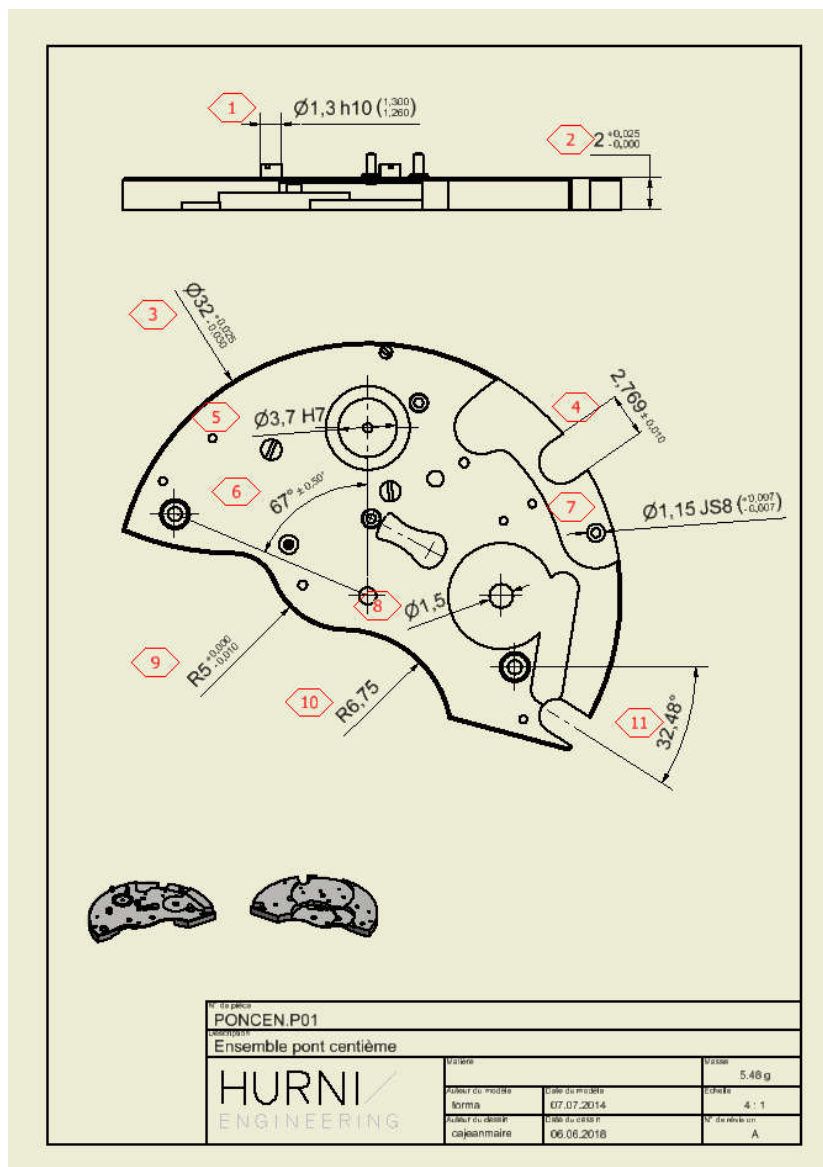 1
Ø1,3 h10 (1,300 1,260)
2
2 +0,025 -0,000
3
Ø32 +0,025 -0,030
4
2,769 ±0,010
5
Ø3,7 H7
6
67° ±0,50°
7
Ø1,15 JS8 (+0,007 -0,007)
8
Ø1,5
9
R5 +0,000 -0,010
10
R6,75
11
32,48°
N° de pièce
PONCEN.P01
Description
Ensemble pont centième
HURNI
ENGINEERING
Matière
Masse
5.48 g
Auteur du modèle
forma
Date du modèle
07.07.2014
Echelle
4 : 1
Auteur du dessin
cajeanmaire
Date du dessin
06.06.2018
N° de révision
A